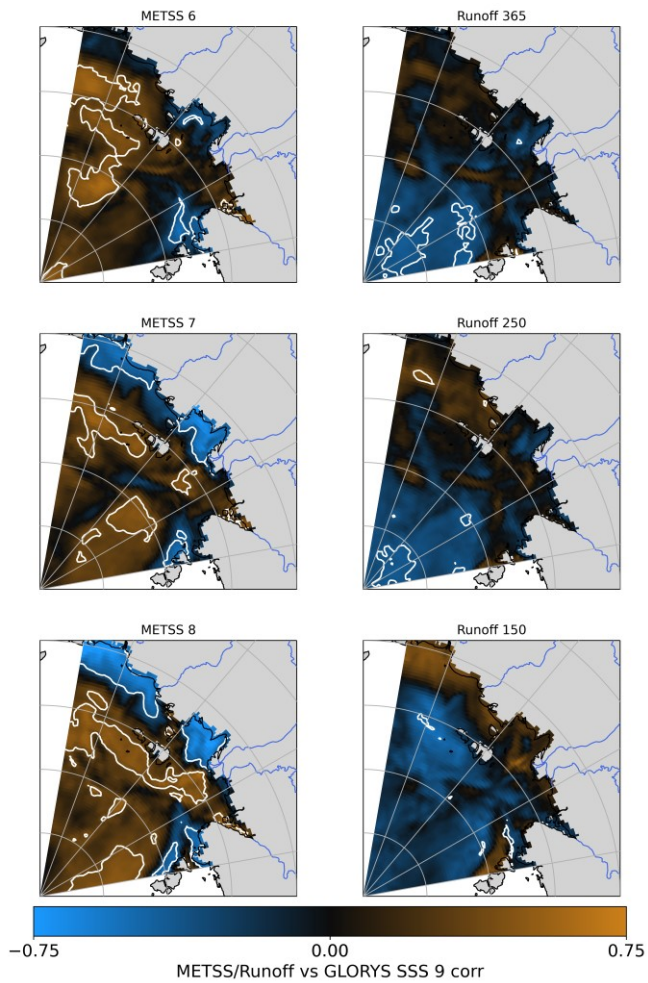 METSS 6
Runoff 365
METSS 7
Runoff 250
METSS 8
Runoff 150
−0.75
0.00
0.75
METSS/Runoff vs GLORYS SSS 9 corr